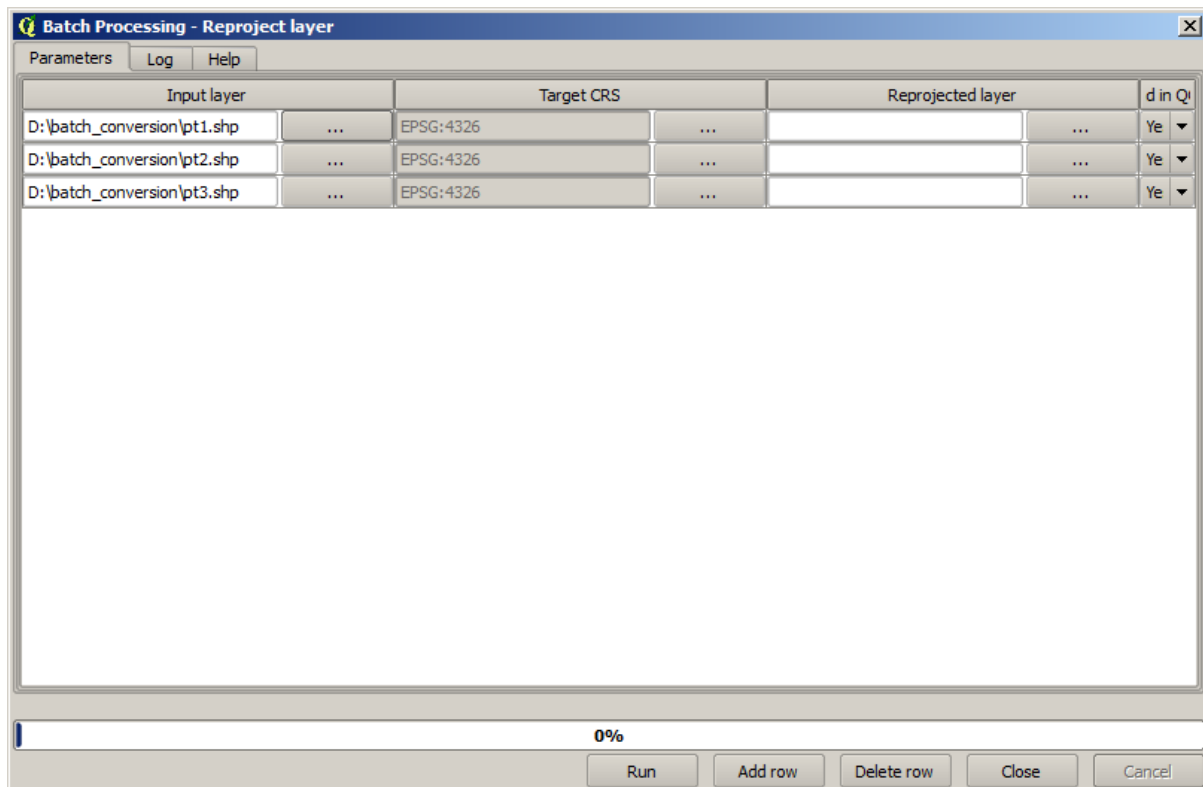 Batch Processing - Reproject layer
Parameters Log Help
Input layer Target CRS Reprojected layer d in Q
D:\batch_conversion\pt1.shp ... EPSG:4326 ... ... Ye
D:\batch_conversion\pt2.shp ... EPSG:4326 ... ... Ye
D:\batch_conversion\pt3.shp ... EPSG:4326 ... ... Ye
0%
Run Add row Delete row Close Cancel